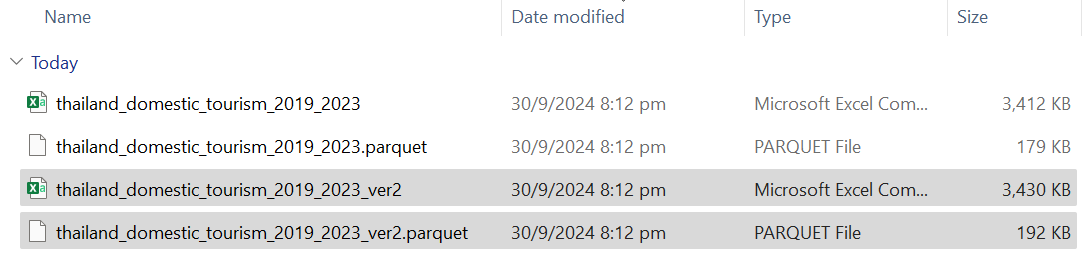 Name Date modified Type Size
Today
thailand_domestic_tourism_2019_2023 30/9/2024 8:12 pm Microsoft Excel Com... 3,412 KB
thailand_domestic_tourism_2019_2023.parquet 30/9/2024 8:12 pm PARQUET File 179 KB
thailand_domestic_tourism_2019_2023_ver2 30/9/2024 8:12 pm Microsoft Excel Com... 3,430 KB
thailand_domestic_tourism_2019_2023_ver2.parquet 30/9/2024 8:12 pm PARQUET File 192 KB